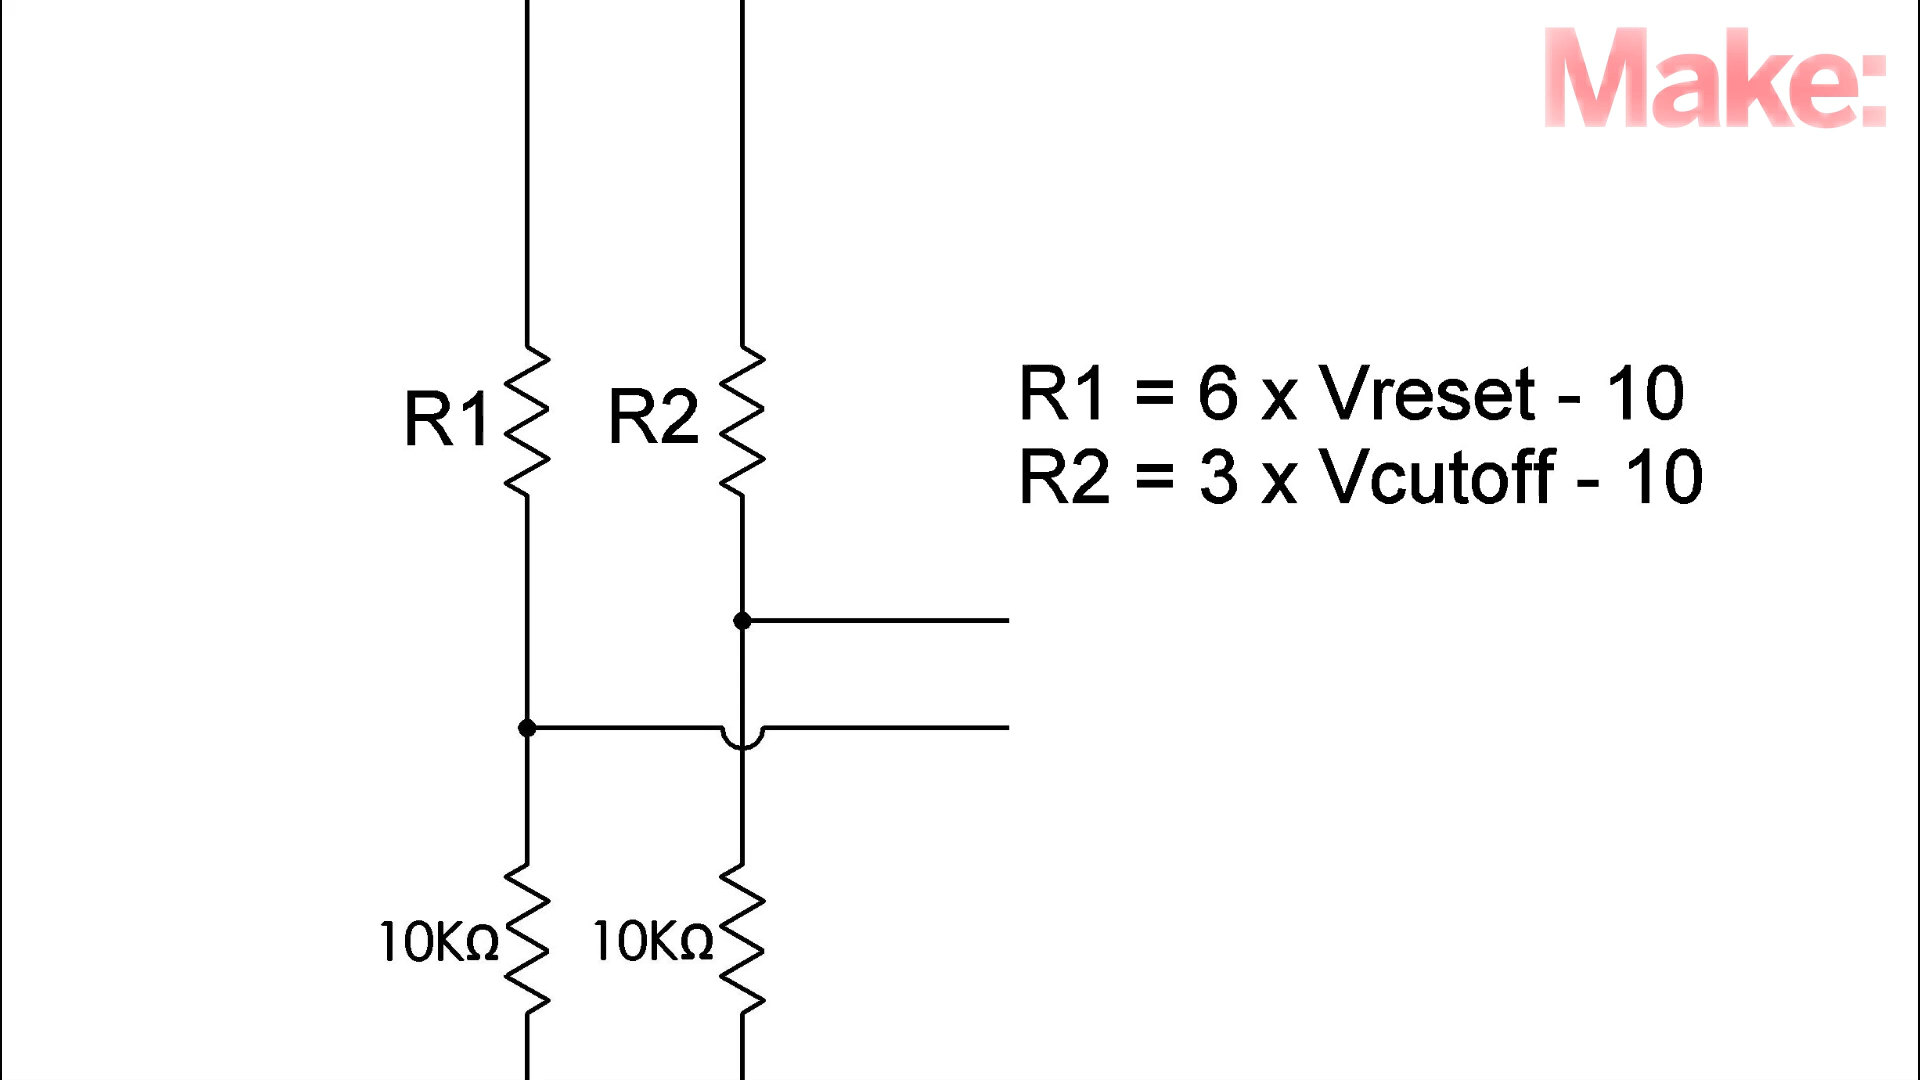 Make:
R1
R2
R1 = 6 x Vreset - 10
R2 = 3 x Vcutoff - 10
10KΩ
10KΩ